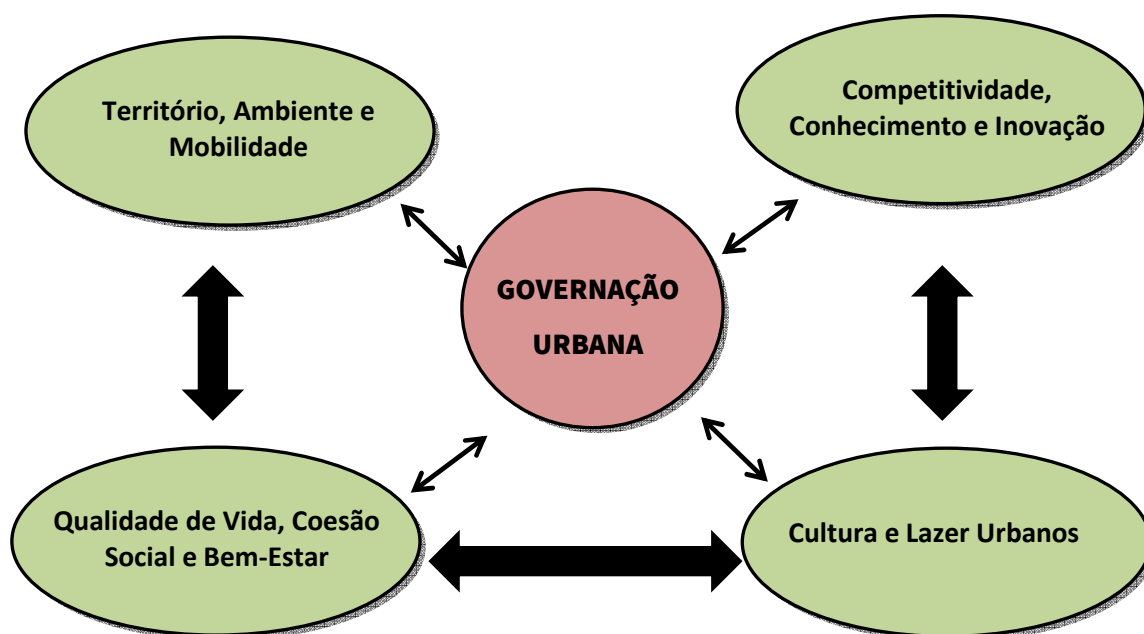 Território, Ambiente e
Mobilidade
Competitividade,
Conhecimento e Inovação
GOVERNAÇÃO
URBANA
Qualidade de Vida, Coesão
Social e Bem-Estar
Cultura e Lazer Urbanos